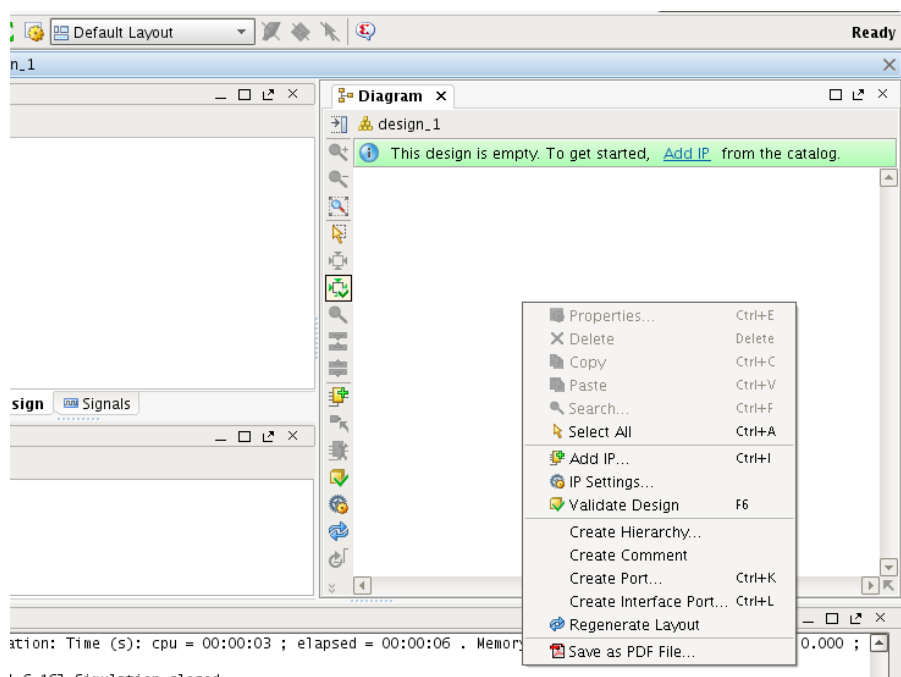 Default Layout
Ready
n_1
Diagram
design_1
This design is empty. To get started, Add IP from the catalog.
Properties... Ctrl+E
Delete Delete
Copy Ctrl+C
Paste Ctrl+V
Search... Ctrl+F
Select All Ctrl+A
Add IP... Ctrl+I
IP Settings...
Validate Design F6
Create Hierarchy...
Create Comment
Create Port... Ctrl+K
Create Interface Port... Ctrl+L
Regenerate Layout
Save as PDF File...
sign Signals
ation: Time (s): cpu = 00:00:03 ; elapsed = 00:00:06 . Memory 0.000 ;